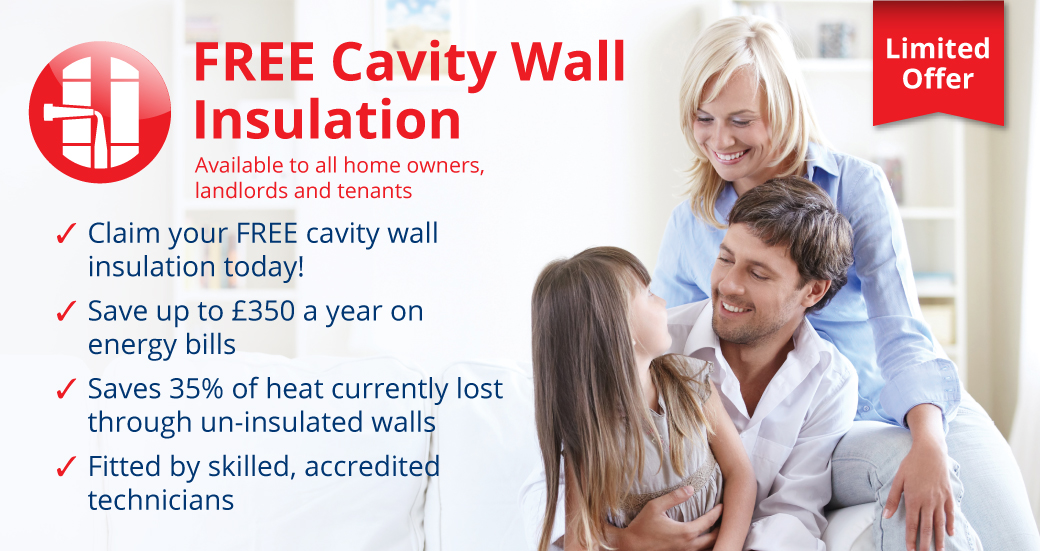 FREE Cavity Wall
Insulation
Available to all home owners,
landlords and tenants
✓ Claim your FREE cavity wall
insulation today!
✓ Save up to £350 a year on
energy bills
✓ Saves 35% of heat currently lost
through un-insulated walls
✓ Fitted by skilled, accredited
technicians
Limited
Offer